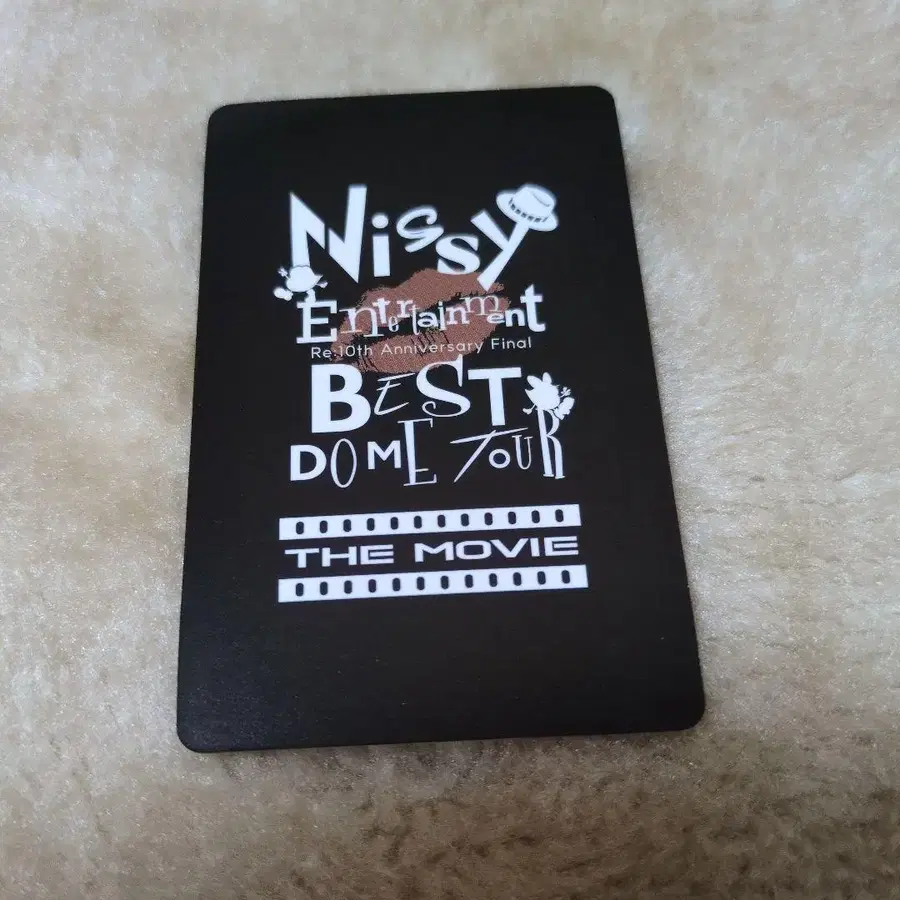 Nissy
Entertainment
Re:10th Anniversary Final
BEST
DOME TOUR
THE MOVIE